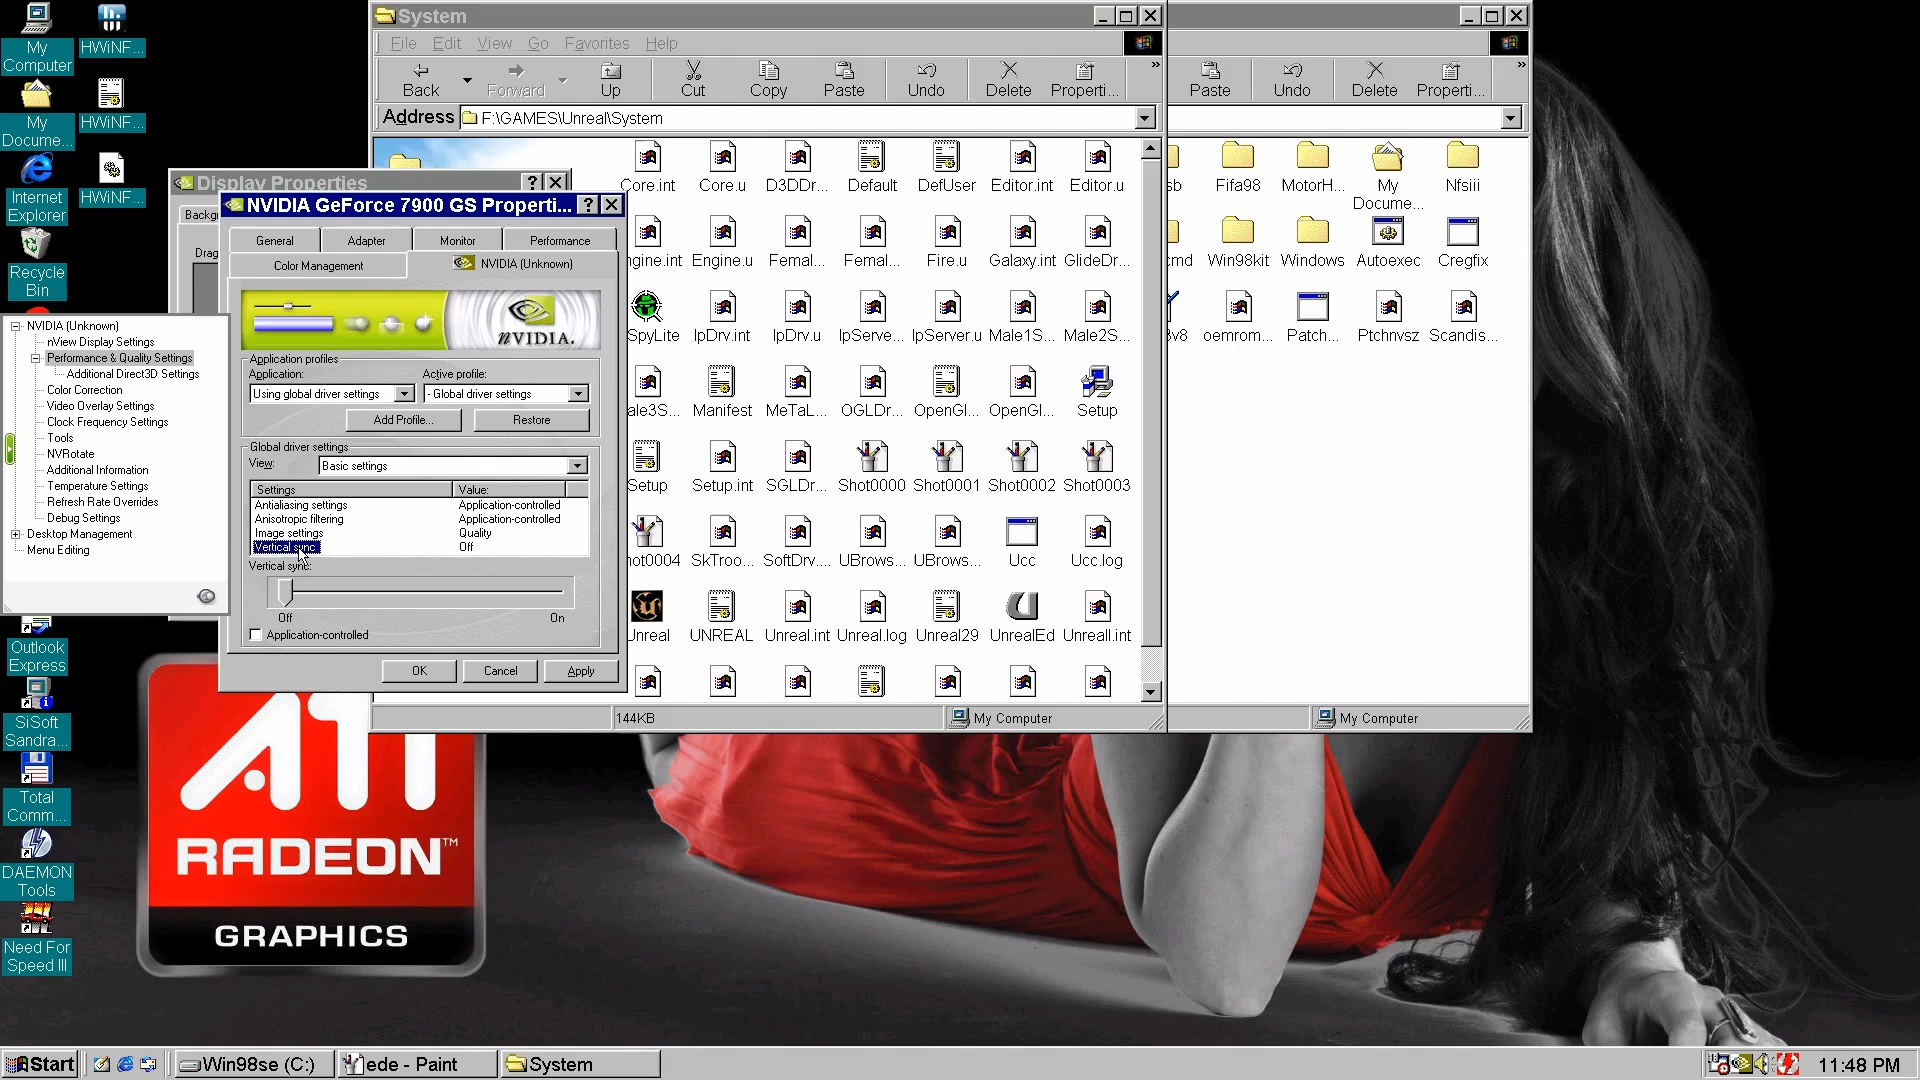 My
Computer
HWiNF...
My
Docume...
HWiNF...
Internet
Explorer
HWiNF...
Recycle
Bin
Outlook
Express
SiSoft
Sandra...
Total
Comm...
DAEMON
Tools
Need For
Speed III
System
File Edit View Go Favorites Help
Back Forward Up Cut Copy Paste Undo Delete Properti... »
Address F:\GAMES\Unreal\System
Core.int Core.u D3DDr... Default DefUser Editor.int Editor.u
ngine.int Engine.u Femal... Femal... Fire.u Galaxy.int GlideDr...
SpyLite IpDrv.int IpDrv.u IpServe... IpServer.u Male1S... Male2S...
ale3S... Manifest MeTaL... OGLDr... OpenGl... OpenGl... Setup
Setup Setup.int SGLDr... Shot0000 Shot0001 Shot0002 Shot0003
hot0004 SkTroo... SoftDrv.... UBrows... UBrows... Ucc Ucc.log
Unreal UNREAL Unreal.int Unreal.log Unreal29 UnrealEd UnrealI.int
144KB My Computer
Paste Undo Delete Properti... »
sb Fifa98 MotorH... My
Docume... Nfsiii
cmd Win98kit Windows Autoexec Cregfix
3v8 oemrom... Patch... Ptchnvsz Scandis...
My Computer
Display Properties
Backg
Drag
NVIDIA GeForce 7900 GS Properti...
General Adapter Monitor Performance
Color Management NVIDIA (Unknown)
nVIDIA.
Application profiles
Application: Active profile:
Using global driver settings - Global driver settings
Add Profile... Restore
Global driver settings
View: Basic settings
Settings Value:
Antialiasing settings Application-controlled
Anisotropic filtering Application-controlled
Image settings Quality
Vertical sync Off
Vertical sync:
Off On
Application-controlled
OK Cancel Apply
NVIDIA (Unknown)
nView Display Settings
Performance & Quality Settings
Additional Direct3D Settings
Color Correction
Video Overlay Settings
Clock Frequency Settings
Tools
NVRotate
Additional Information
Temperature Settings
Refresh Rate Overrides
Debug Settings
Desktop Management
Menu Editing
ATI
RADEON™
GRAPHICS
Start Win98se (C:) ede - Paint System 11:48 PM